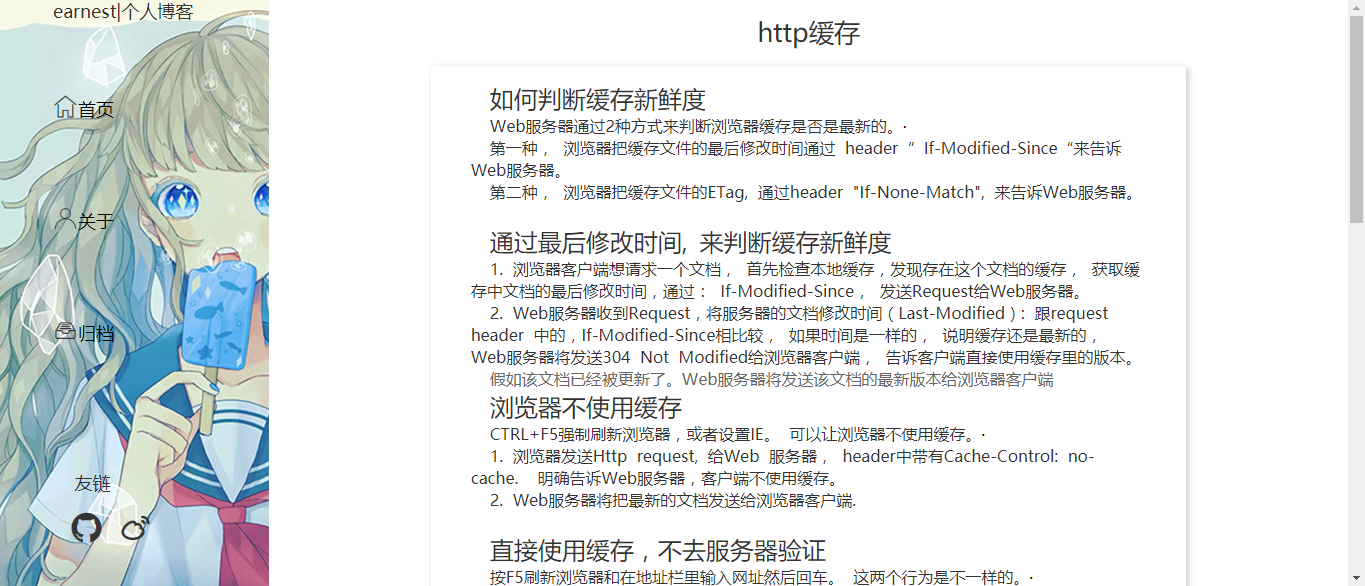 earnest|个人博客
首页
关于
归档
友链
http缓存
如何判断缓存新鲜度
Web服务器通过2种方式来判断浏览器缓存是否是最新的。·
第一种， 浏览器把缓存文件的最后修改时间通过 header “ If-Modified-Since “来告诉
Web服务器。
第二种， 浏览器把缓存文件的ETag, 通过header "If-None-Match", 来告诉Web服务器。
通过最后修改时间, 来判断缓存新鲜度
1. 浏览器客户端想请求一个文档， 首先检查本地缓存，发现存在这个文档的缓存， 获取缓
存中文档的最后修改时间，通过： If-Modified-Since， 发送Request给Web服务器。
2. Web服务器收到Request，将服务器的文档修改时间（Last-Modified）: 跟request
header 中的，If-Modified-Since相比较， 如果时间是一样的， 说明缓存还是最新的，
Web服务器将发送304 Not Modified给浏览器客户端， 告诉客户端直接使用缓存里的版本。
假如该文档已经被更新了。Web服务器将发送该文档的最新版本给浏览器客户端
浏览器不使用缓存
CTRL+F5强制刷新浏览器，或者设置IE。 可以让浏览器不使用缓存。·
1. 浏览器发送Http request, 给Web 服务器， header中带有Cache-Control: no-
cache. 明确告诉Web服务器，客户端不使用缓存。
2. Web服务器将把最新的文档发送给浏览器客户端.
直接使用缓存，不去服务器验证
按F5刷新浏览器和在地址栏里输入网址然后回车。 这两个行为是不一样的。·